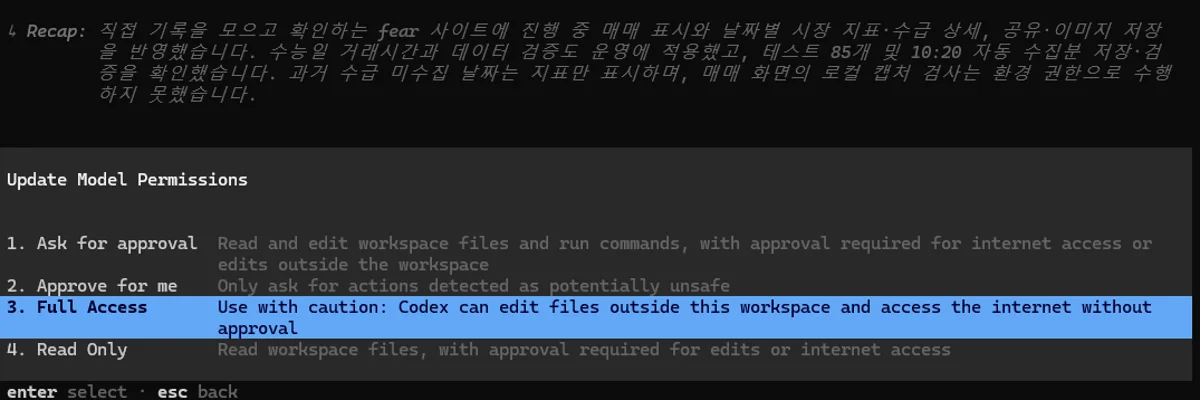 ↳ Recap: 직접 기록을 모으고 확인하는 fear 사이트에 진행 중 매매 표시와 날짜별 시장 지표·수급 상세, 공유·이미지 저장
을 반영했습니다. 수능일 거래시간과 데이터 검증도 운영에 적용했고, 테스트 85개 및 10:20 자동 수집분 저장·검
증을 확인했습니다. 과거 수급 미수집 날짜는 지표만 표시하며, 매매 화면의 로컬 캡처 검사는 환경 권한으로 수행
하지 못했습니다.
Update Model Permissions
1. Ask for approval Read and edit workspace files and run commands, with approval required for internet access or
edits outside the workspace
2. Approve for me Only ask for actions detected as potentially unsafe
3. Full Access Use with caution: Codex can edit files outside this workspace and access the internet without
approval
4. Read Only Read workspace files, with approval required for edits or internet access
enter select · esc back